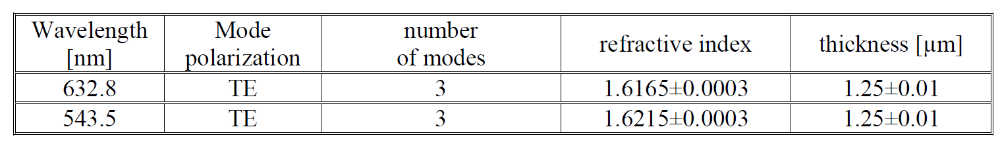 Wavelength [nm] Mode polarization number of modes refractive index thickness [µm]
632.8 TE 3 1.6165±0.0003 1.25±0.01
543.5 TE 3 1.6215±0.0003 1.25±0.01